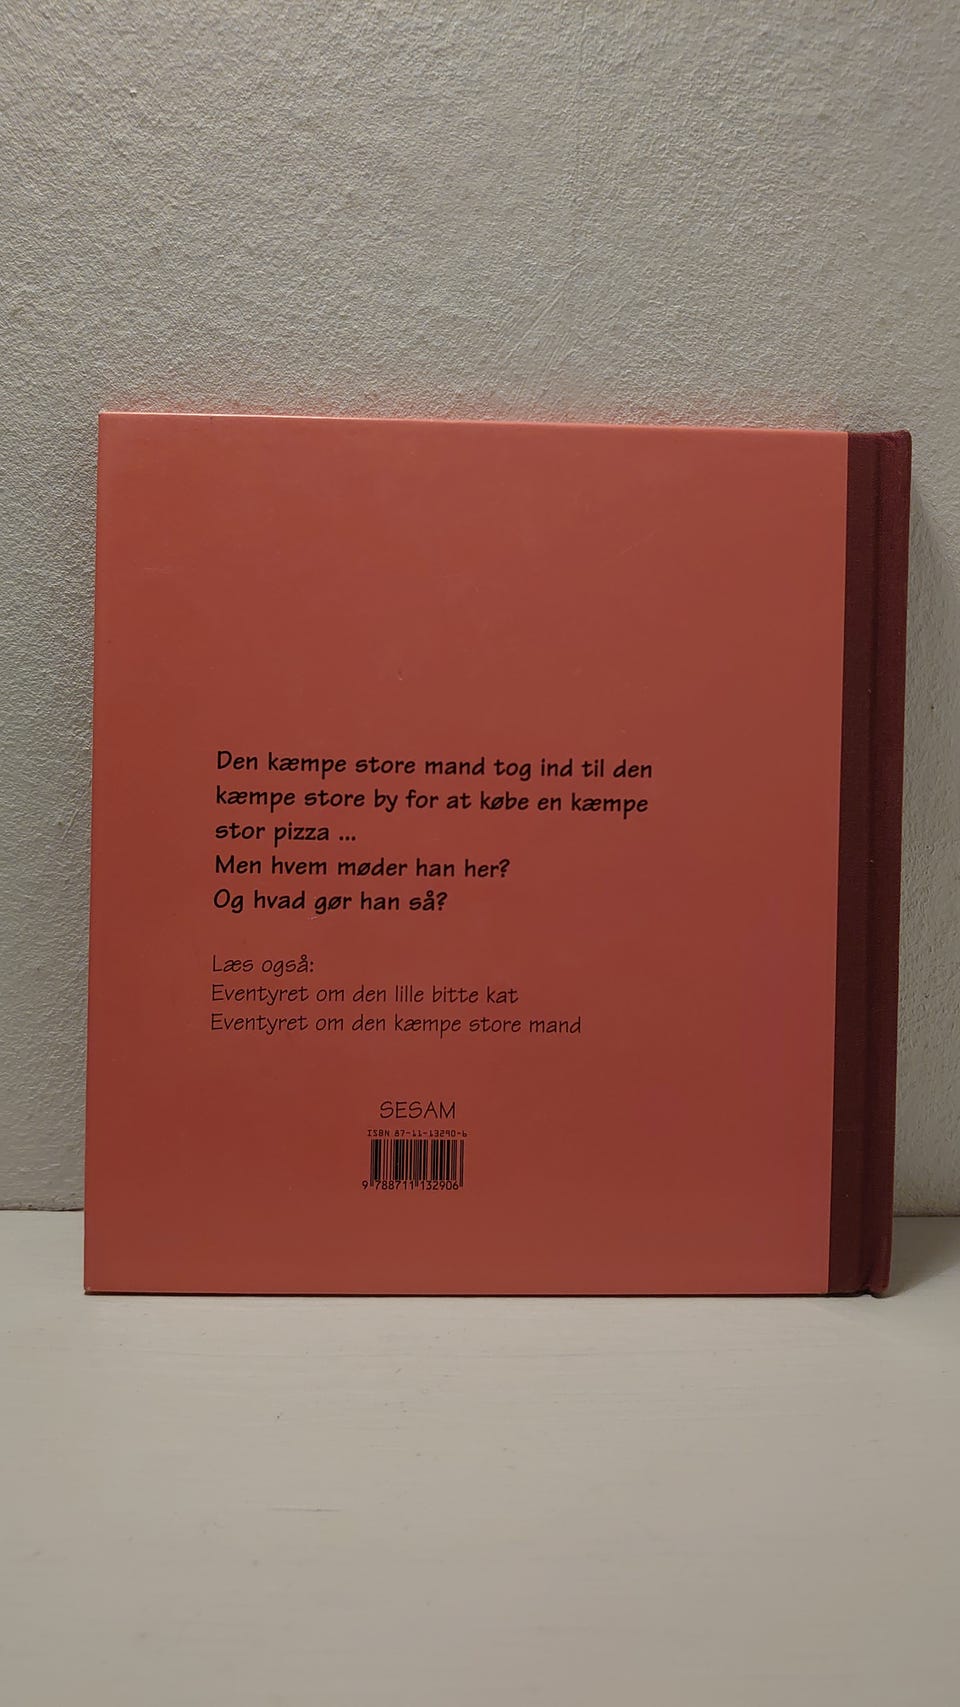 Den kæmpe store mand tog ind til den
kæmpe store by for at købe en kæmpe
stor pizza ...
Men hvem møder han her?
Og hvad gør han så?
Læs også:
Eventyret om den lille bitte kat
Eventyret om den kæmpe store mand
SESAM
ISBN 87-11-13290-6
9 788711 132906